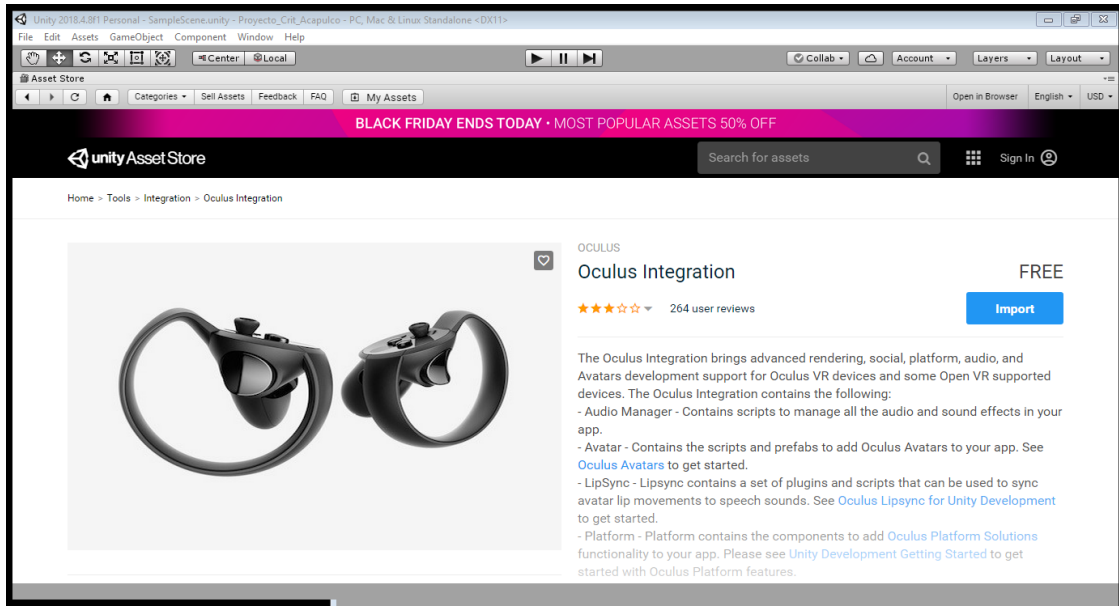 Unity 2018.4.8f1 Personal - SampleScene.unity - Proyecto_Crit_Acapulco - PC, Mac & Linux Standalone <DX11>
File Edit Assets GameObject Component Window Help
Center Local Collab Account Layers Layout
Asset Store
Categories Sell Assets Feedback FAQ My Assets Open in Browser English USD
BLACK FRIDAY ENDS TODAY • MOST POPULAR ASSETS 50% OFF
unity Asset Store Search for assets Sign In
Home > Tools > Integration > Oculus Integration
OCULUS
Oculus Integration FREE
264 user reviews Import
The Oculus Integration brings advanced rendering, social, platform, audio, and
Avatars development support for Oculus VR devices and some Open VR supported
devices. The Oculus Integration contains the following:
- Audio Manager - Contains scripts to manage all the audio and sound effects in your
app.
- Avatar - Contains the scripts and prefabs to add Oculus Avatars to your app. See
Oculus Avatars to get started.
- LipSync - Lipsync contains a set of plugins and scripts that can be used to sync
avatar lip movements to speech sounds. See Oculus Lipsync for Unity Development
to get started.
- Platform - Platform contains the components to add Oculus Platform Solutions
functionality to your app. Please see Unity Development Getting Started to get
started with Oculus Platform features.